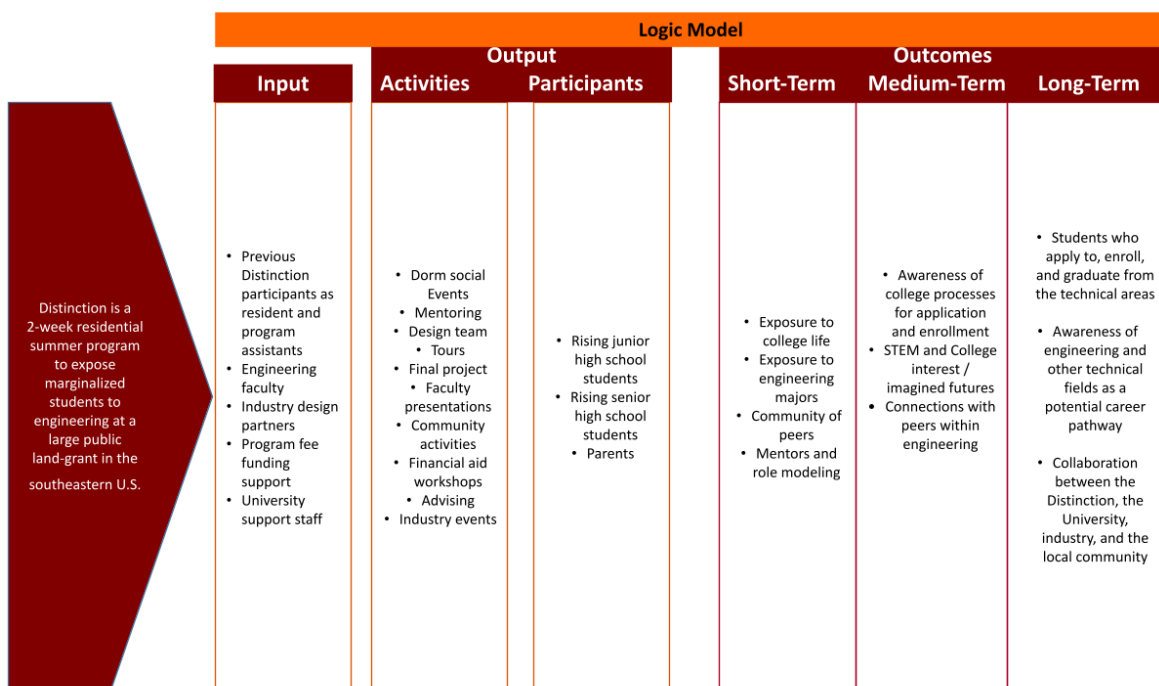 Logic Model
Output
Outcomes
Input
Activities
Participants
Short-Term
Medium-Term
Long-Term
Distinction is a
2-week residential
summer program
to expose
marginalized
students to
engineering at a
large public
land-grant in the
southeastern U.S.
• Previous
Distinction
participants as
resident and
program
assistants
• Engineering
faculty
• Industry design
partners
• Program fee
funding
support
• University
support staff
• Dorm social
Events
• Mentoring
• Design team
• Tours
• Final project
• Faculty
presentations
• Community
activities
• Financial aid
workshops
• Advising
• Industry events
• Rising junior
high school
students
• Rising senior
high school
students
• Parents
• Exposure to
college life
• Exposure to
engineering
majors
• Community of
peers
• Mentors and
role modeling
• Awareness of
college processes
for application
and enrollment
• STEM and College
interest /
imagined futures
• Connections with
peers within
engineering
• Students who
apply to, enroll,
and graduate from
the technical areas
• Awareness of
engineering and
other technical
fields as a
potential career
pathway
• Collaboration
between the
Distinction, the
University,
industry, and the
local community